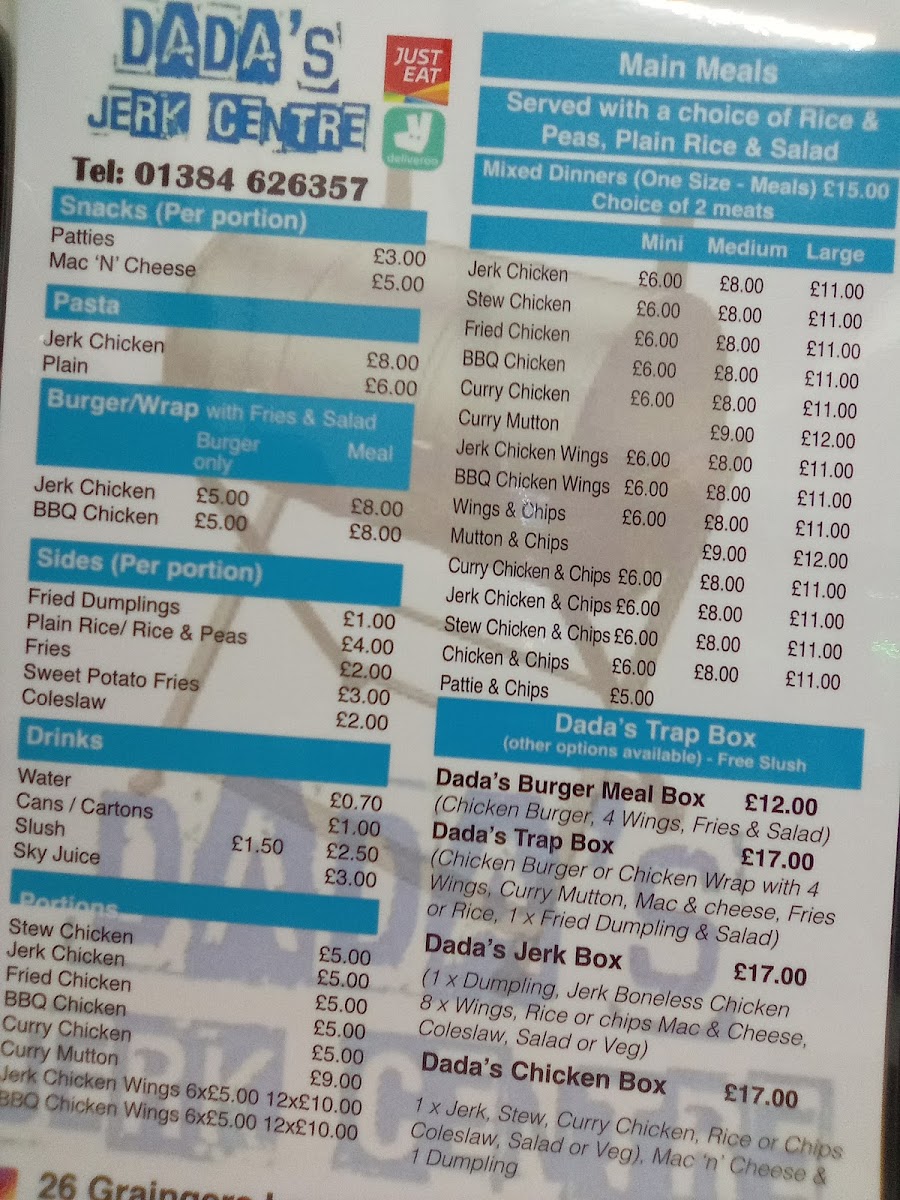 DADA'S
JERK CENTRE
Tel: 01384 626357
JUST
EAT
deliveroo
Snacks (Per portion)
Patties £3.00
Mac 'N' Cheese £5.00
Pasta
Jerk Chicken £8.00
Plain £6.00
Burger/Wrap with Fries & Salad
Burger only Meal
Jerk Chicken £5.00 £8.00
BBQ Chicken £5.00 £8.00
Sides (Per portion)
Fried Dumplings £1.00
Plain Rice/ Rice & Peas £4.00
Fries £2.00
Sweet Potato Fries £3.00
Coleslaw £2.00
Drinks
Water £0.70
Cans / Cartons £1.00
Slush £1.50 £2.50
Sky Juice £3.00
Portions
Stew Chicken £5.00
Jerk Chicken £5.00
Fried Chicken £5.00
BBQ Chicken £5.00
Curry Chicken £5.00
Curry Mutton £9.00
Jerk Chicken Wings 6x£5.00 12x£10.00
BBQ Chicken Wings 6x£5.00 12x£10.00
Main Meals
Served with a choice of Rice &
Peas, Plain Rice & Salad
Mixed Dinners (One Size - Meals) £15.00
Choice of 2 meats
Mini Medium Large
Jerk Chicken £6.00 £8.00 £11.00
Stew Chicken £6.00 £8.00 £11.00
Fried Chicken £6.00 £8.00 £11.00
BBQ Chicken £6.00 £8.00 £11.00
Curry Chicken £6.00 £8.00 £11.00
Curry Mutton £9.00 £12.00
Jerk Chicken Wings £6.00 £8.00 £11.00
BBQ Chicken Wings £6.00 £8.00 £11.00
Wings & Chips £6.00 £8.00 £11.00
Mutton & Chips £9.00 £12.00
Curry Chicken & Chips £6.00 £8.00 £11.00
Jerk Chicken & Chips £6.00 £8.00 £11.00
Stew Chicken & Chips £6.00 £8.00 £11.00
Chicken & Chips £6.00 £8.00 £11.00
Pattie & Chips £5.00
Dada's Trap Box
(other options available) - Free Slush
Dada's Burger Meal Box £12.00
(Chicken Burger, 4 Wings, Fries & Salad)
Dada's Trap Box £17.00
(Chicken Burger or Chicken Wrap with 4
Wings, Curry Mutton, Mac & cheese, Fries
or Rice, 1 x Fried Dumpling & Salad)
Dada's Jerk Box £17.00
(1 x Dumpling, Jerk Boneless Chicken
8 x Wings, Rice or chips Mac & Cheese,
Coleslaw, Salad or Veg)
Dada's Chicken Box £17.00
1 x Jerk, Stew, Curry Chicken, Rice or Chips
Coleslaw, Salad or Veg), Mac 'n' Cheese &
1 Dumpling
26